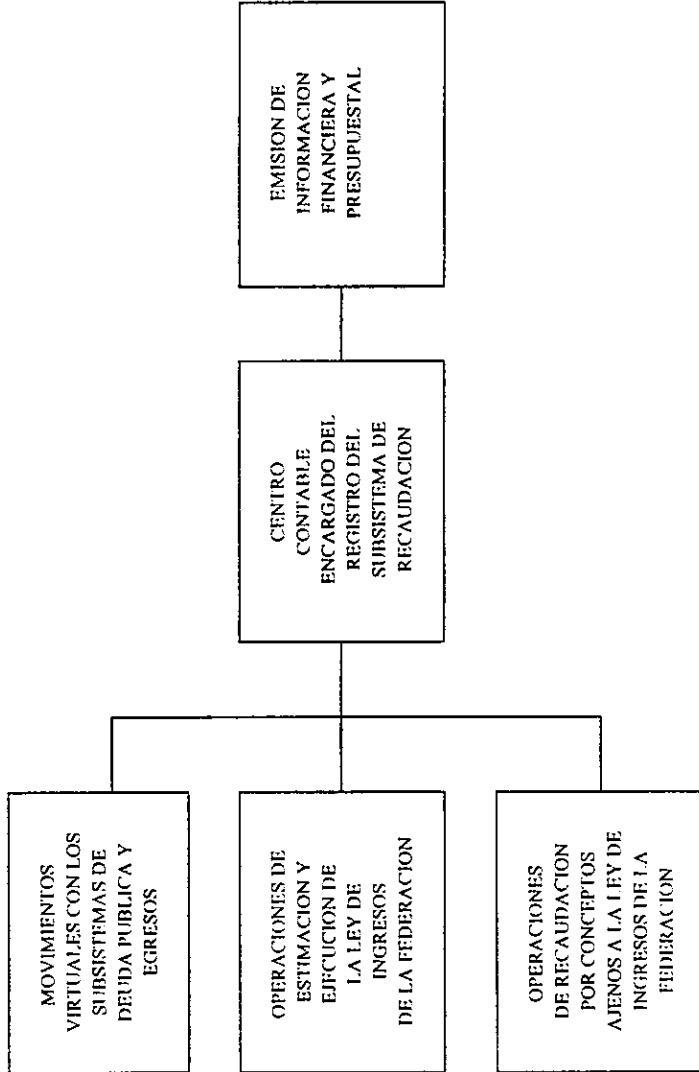 MOVIMIENTOS
VIRTUALES CON LOS
SUBSISTEMAS DE
DEUDA PUBLICA Y
EGRESOS
OPERACIONES DE
ESTIMACION Y
EJECUCION DE
LA LEY DE
INGRESOS
DE LA FEDERACION
OPERACIONES
DE RECAUDACION
POR CONCEPTOS
AJENOS A LA LEY DE
INGRESOS DE LA
FEDERACION
CENTRO
CONTABLE
ENCARGADO DEL
REGISTRO DEL
SUBSISTEMA DE
RECAUDACION
EMISION DE
INFORMACION
FINANCIERA Y
PRESUPUESTAL